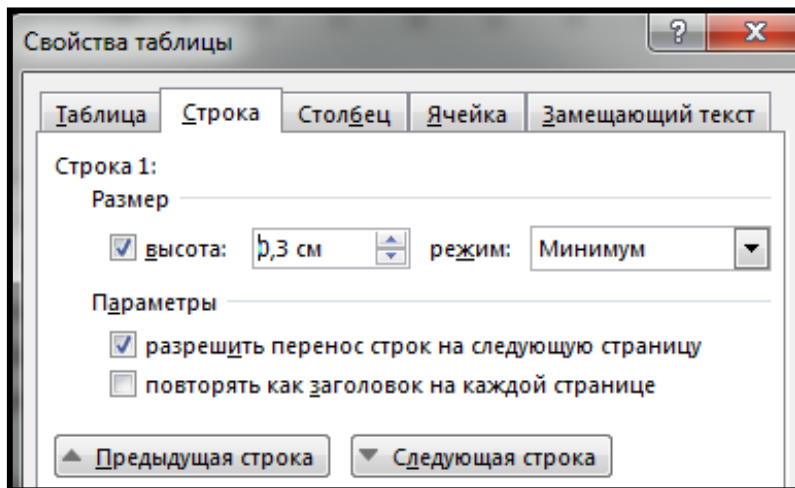 Свойства таблицы
?
Таблица Строка Столбец Ячейка Замещающий текст
Строка 1:
Размер
высота: 0,3 см режим: Минимум
Параметры
разрешить перенос строк на следующую страницу
повторять как заголовок на каждой странице
Предыдущая строка Следующая строка